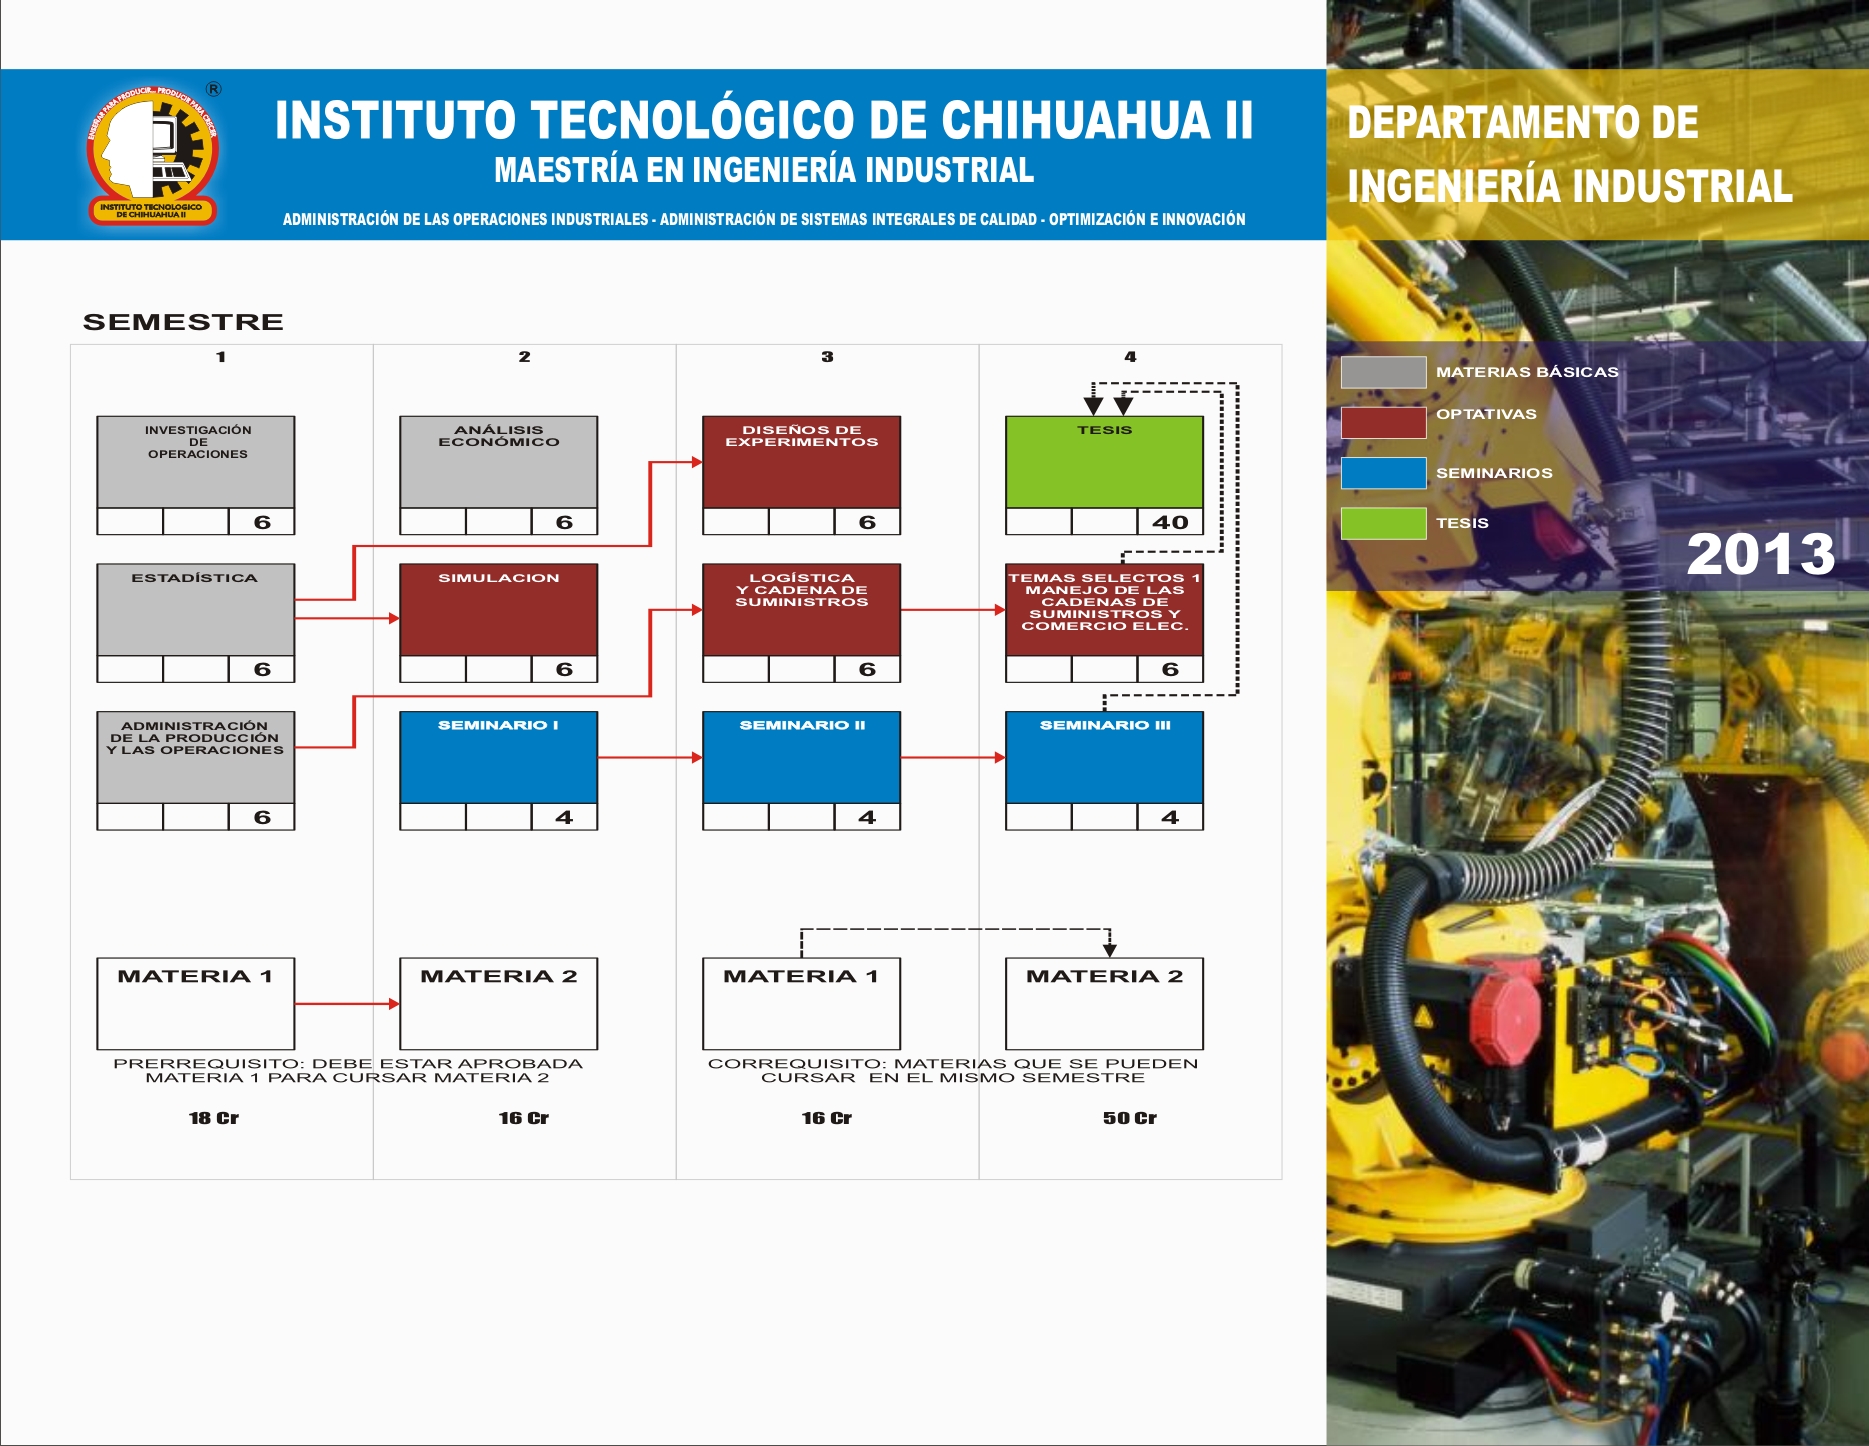 ENSEÑAR PARA PRODUCIR... PRODUCIR PARA CRECER
®
INSTITUTO TECNOLOGICO
DE CHIHUAHUA II
INSTITUTO TECNOLÓGICO DE CHIHUAHUA II
MAESTRÍA EN INGENIERÍA INDUSTRIAL
ADMINISTRACIÓN DE LAS OPERACIONES INDUSTRIALES - ADMINISTRACIÓN DE SISTEMAS INTEGRALES DE CALIDAD - OPTIMIZACIÓN E INNOVACIÓN
DEPARTAMENTO DE
INGENIERÍA INDUSTRIAL
MATERIAS BÁSICAS
OPTATIVAS
SEMINARIOS
TESIS
2013
SEMESTRE
1
2
3
4
INVESTIGACIÓN
DE
OPERACIONES
6
ANÁLISIS
ECONÓMICO
6
DISEÑOS DE
EXPERIMENTOS
6
TESIS
40
ESTADÍSTICA
6
SIMULACION
6
LOGÍSTICA
Y CADENA DE
SUMINISTROS
6
TEMAS SELECTOS 1
MANEJO DE LAS
CADENAS DE
SUMINISTROS Y
COMERCIO ELEC.
6
ADMINISTRACIÓN
DE LA PRODUCCIÓN
Y LAS OPERACIONES
6
SEMINARIO I
4
SEMINARIO II
4
SEMINARIO III
4
MATERIA 1
MATERIA 2
PRERREQUISITO: DEBE ESTAR APROBADA
MATERIA 1 PARA CURSAR MATERIA 2
MATERIA 1
MATERIA 2
CORREQUISITO: MATERIAS QUE SE PUEDEN
CURSAR EN EL MISMO SEMESTRE
18 Cr
16 Cr
16 Cr
50 Cr